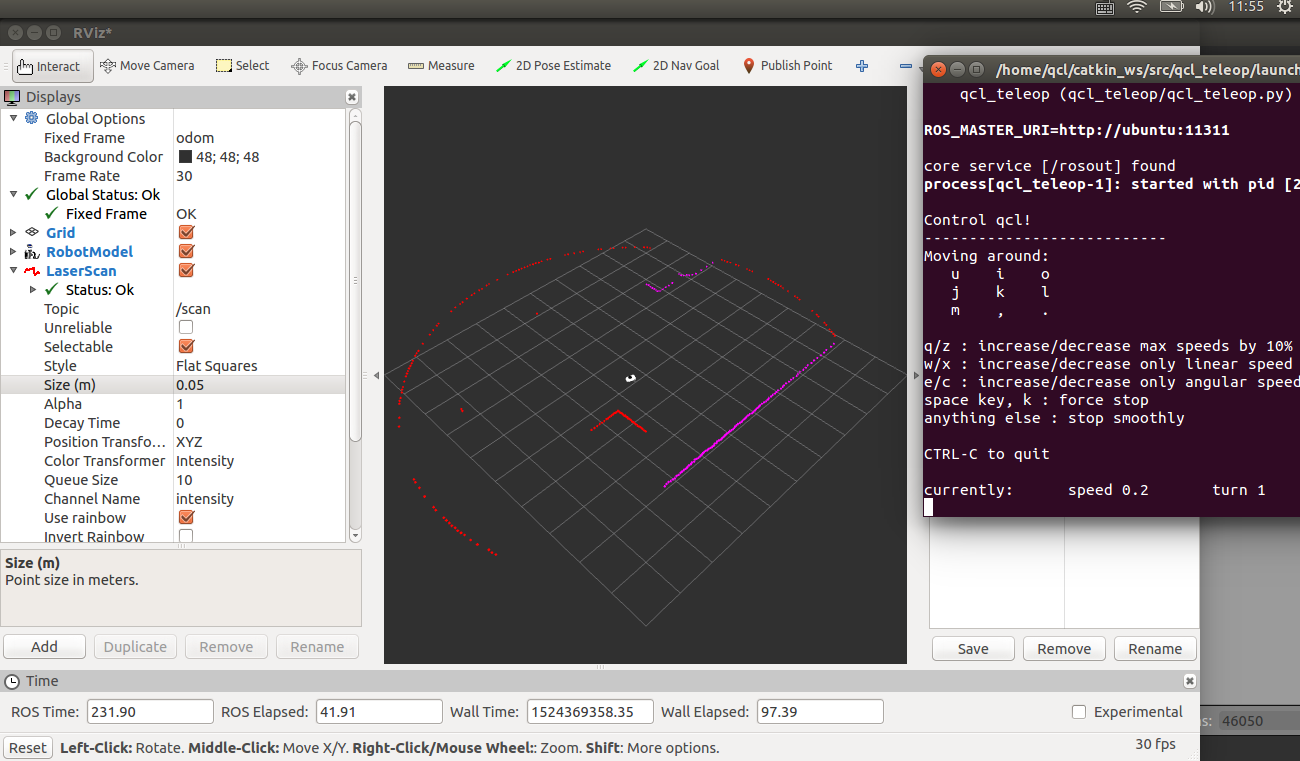 11:55
RViz*
Interact Move Camera Select Focus Camera Measure 2D Pose Estimate 2D Nav Goal Publish Point
Displays
Global Options
Fixed Frame odom
Background Color 48; 48; 48
Frame Rate 30
Global Status: Ok
Fixed Frame OK
Grid
RobotModel
LaserScan
Status: Ok
Topic /scan
Unreliable
Selectable
Style Flat Squares
Size (m) 0.05
Alpha 1
Decay Time 0
Position Transfo... XYZ
Color Transformer Intensity
Queue Size 10
Channel Name intensity
Use rainbow
Invert Rainbow
Size (m)
Point size in meters.
Add Duplicate Remove Rename
/home/qcl/catkin_ws/src/qcl_teleop/launch
qcl_teleop (qcl_teleop/qcl_teleop.py)
ROS_MASTER_URI=http://ubuntu:11311
core service [/rosout] found
process[qcl_teleop-1]: started with pid [2
Control qcl!
---------------------------
Moving around:
u i o
j k l
m , .
q/z : increase/decrease max speeds by 10%
w/x : increase/decrease only linear speed
e/c : increase/decrease only angular speed
space key, k : force stop
anything else : stop smoothly
CTRL-C to quit
currently: speed 0.2 turn 1
Save Remove Rename
Time
ROS Time: 231.90 ROS Elapsed: 41.91 Wall Time: 1524369358.35 Wall Elapsed: 97.39 Experimental
s: 46050
Reset Left-Click: Rotate. Middle-Click: Move X/Y. Right-Click/Mouse Wheel:: Zoom. Shift: More options. 30 fps